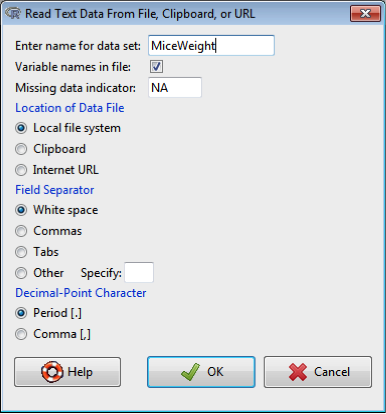 Read Text Data From File, Clipboard, or URL
Enter name for data set: MiceWeight
Variable names in file:
Missing data indicator: NA
Location of Data File
Local file system
Clipboard
Internet URL
Field Separator
White space
Commas
Tabs
Other Specify:
Decimal-Point Character
Period [.]
Comma [,]
Help OK Cancel